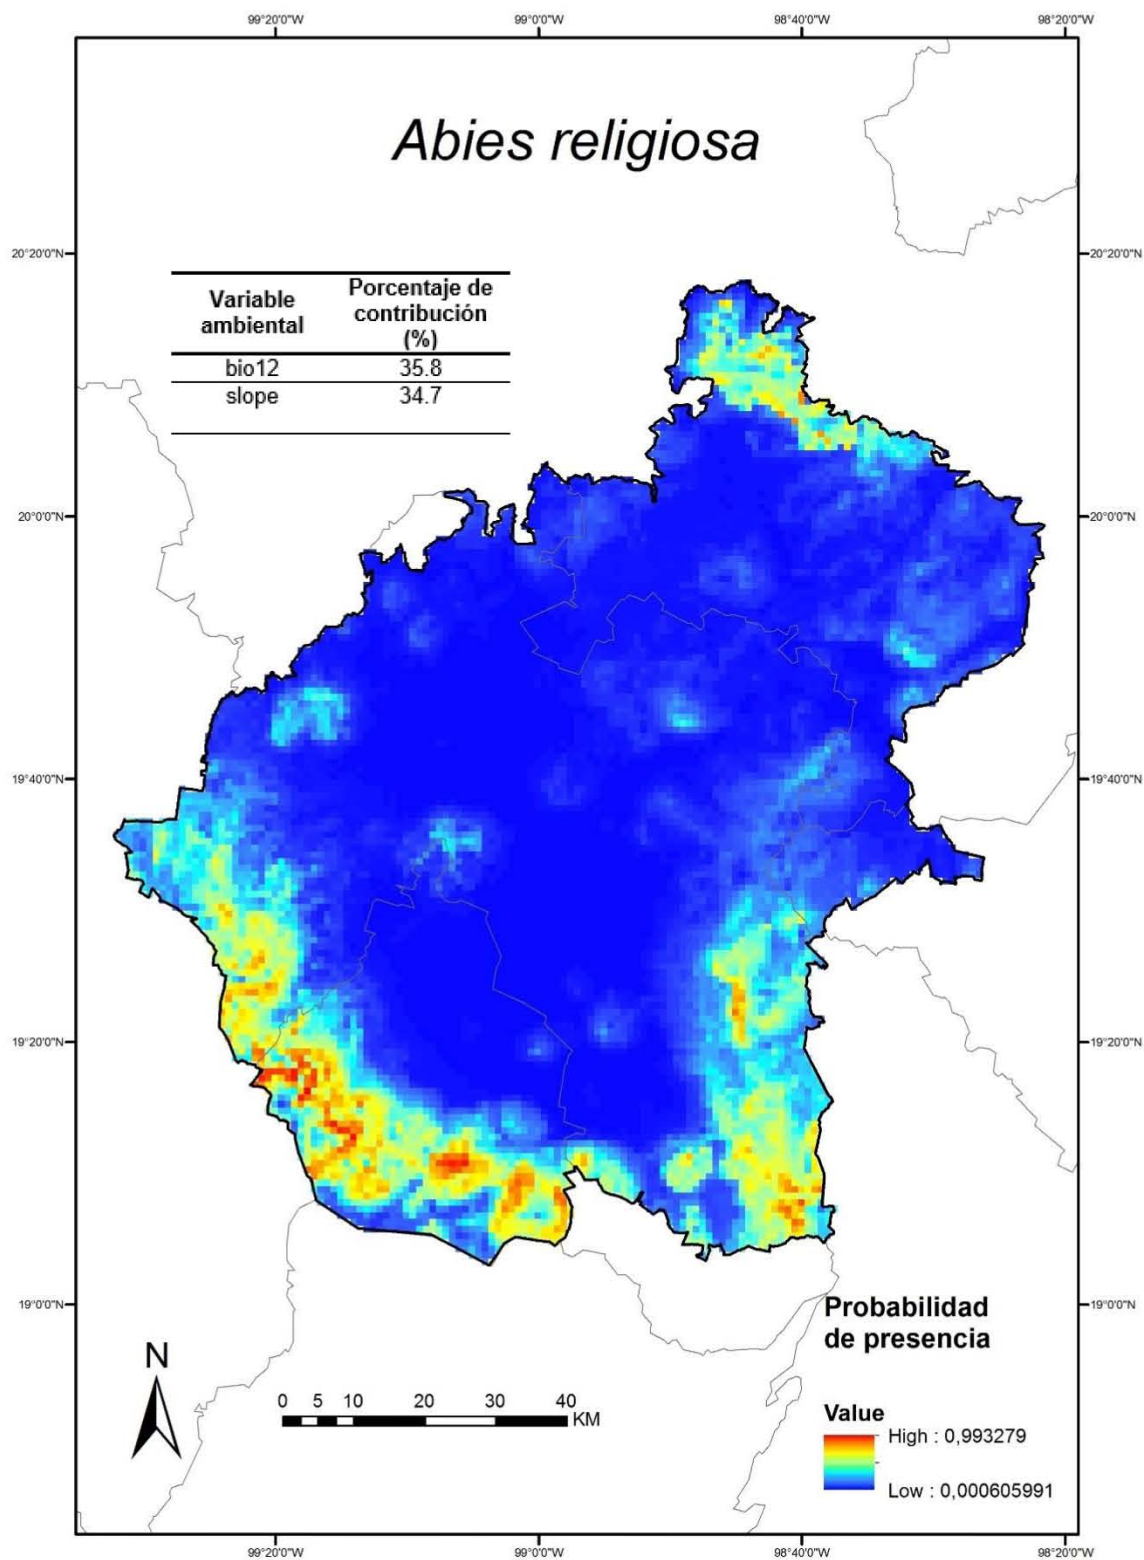 99°20'0"W 99°0'0"W 98°40'0"W 98°20'0"W
Abies religiosa
20°20'0"N 20°20'0"N
Variable ambiental Porcentaje de contribución (%)
bio12 35.8
slope 34.7
20°0'0"N 20°0'0"N
19°40'0"N 19°40'0"N
19°20'0"N 19°20'0"N
19°0'0"N 19°0'0"N
Probabilidad
de presencia
N
0 5 10 20 30 40
KM
Value
High : 0,993279
Low : 0,000605991
99°20'0"W 99°0'0"W 98°40'0"W 98°20'0"W